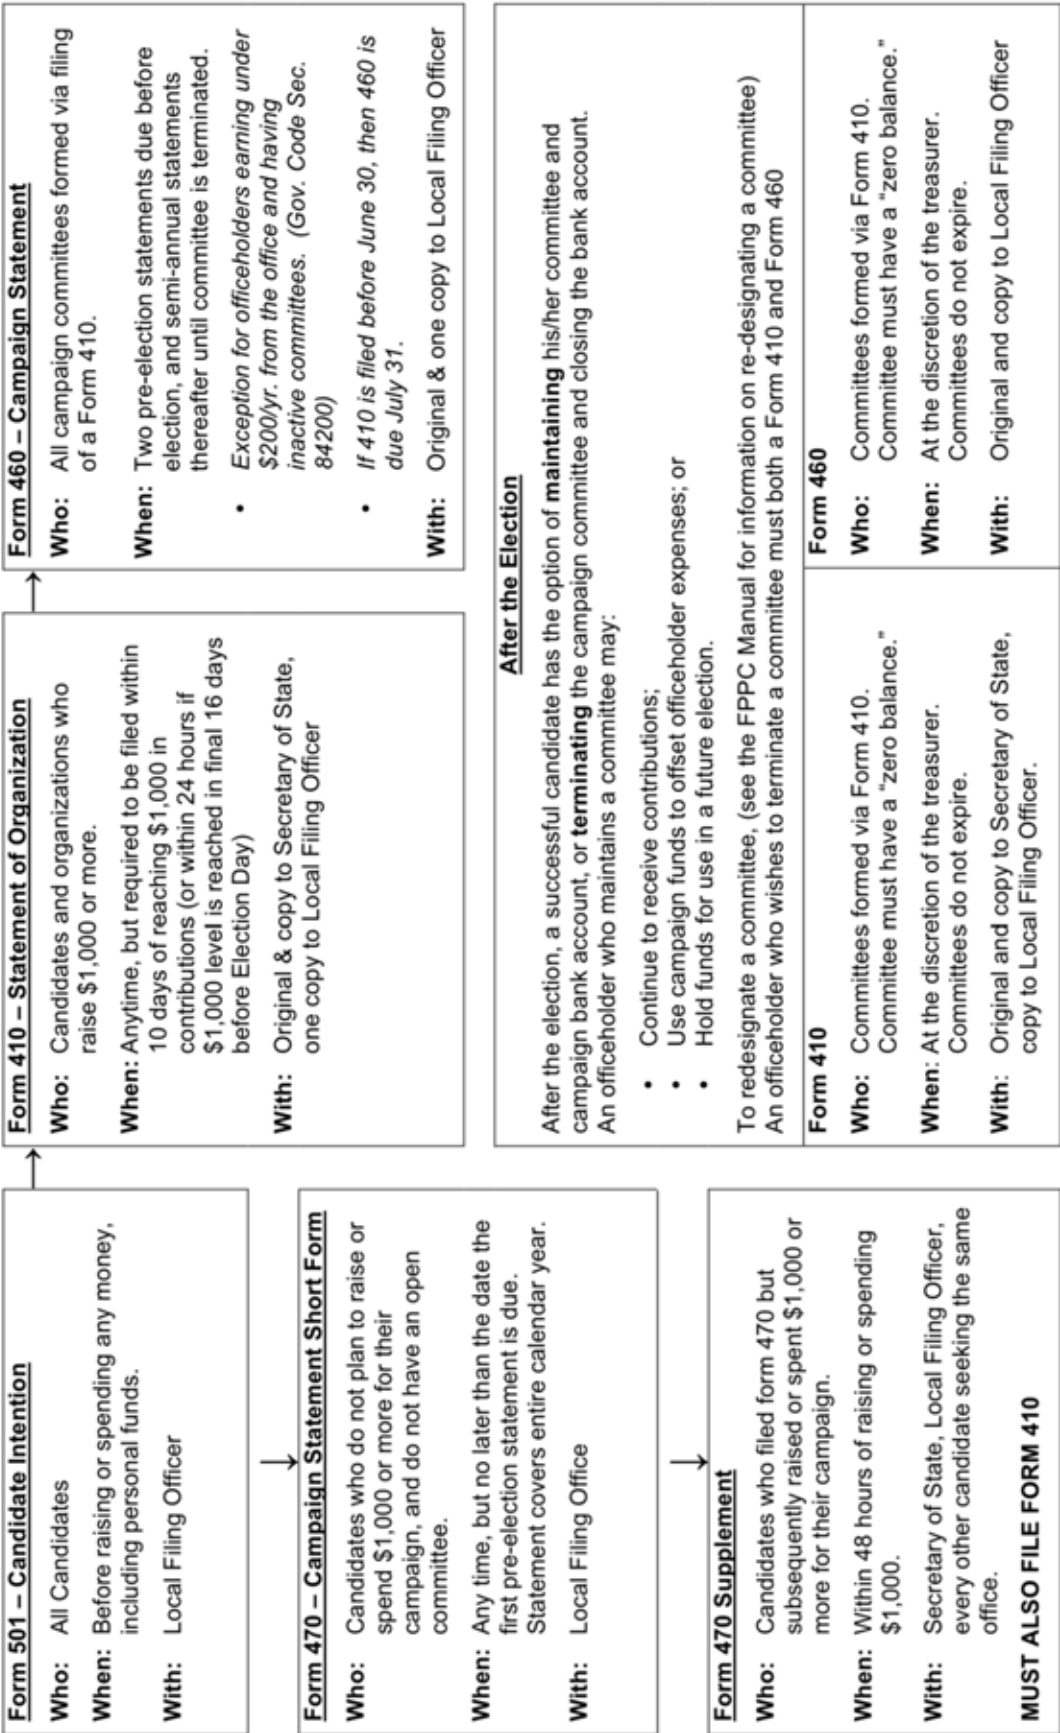 Form 501 – Candidate Intention
Who: All Candidates
When: Before raising or spending any money,
including personal funds.
With: Local Filing Officer
→
Form 410 – Statement of Organization
Who: Candidates and organizations who
raise $1,000 or more.
When: Anytime, but required to be filed within
10 days of reaching $1,000 in
contributions (or within 24 hours if
$1,000 level is reached in final 16 days
before Election Day)
With: Original & copy to Secretary of State,
one copy to Local Filing Officer
→
Form 460 – Campaign Statement
Who: All campaign committees formed via filing
of a Form 410.
When: Two pre-election statements due before
election, and semi-annual statements
thereafter until committee is terminated.
• Exception for officeholders earning under
$200/yr. from the office and having
inactive committees. (Gov. Code Sec.
84200)
• If 410 is filed before June 30, then 460 is
due July 31.
With: Original & one copy to Local Filing Officer
↓
Form 470 – Campaign Statement Short Form
Who: Candidates who do not plan to raise or
spend $1,000 or more for their
campaign, and do not have an open
committee.
When: Any time, but no later than the date the
first pre-election statement is due.
Statement covers entire calendar year.
With: Local Filing Office
↓
Form 470 Supplement
Who: Candidates who filed form 470 but
subsequently raised or spent $1,000 or
more for their campaign.
When: Within 48 hours of raising or spending
$1,000.
With: Secretary of State, Local Filing Officer,
every other candidate seeking the same
office.
MUST ALSO FILE FORM 410
After the Election
After the election, a successful candidate has the option of maintaining his/her committee and
campaign bank account, or terminating the campaign committee and closing the bank account.
An officeholder who maintains a committee may:
• Continue to receive contributions;
• Use campaign funds to offset officeholder expenses; or
• Hold funds for use in a future election.
To redesignate a committee, (see the FPPC Manual for information on re-designating a committee)
An officeholder who wishes to terminate a committee must both a Form 410 and Form 460
Form 410
Who: Committees formed via Form 410.
Committee must have a "zero balance."
When: At the discretion of the treasurer.
Committees do not expire.
With: Original and copy to Secretary of State,
copy to Local Filing Officer.
Form 460
Who: Committees formed via Form 410.
Committee must have a "zero balance."
When: At the discretion of the treasurer.
Committees do not expire.
With: Original and copy to Local Filing Officer